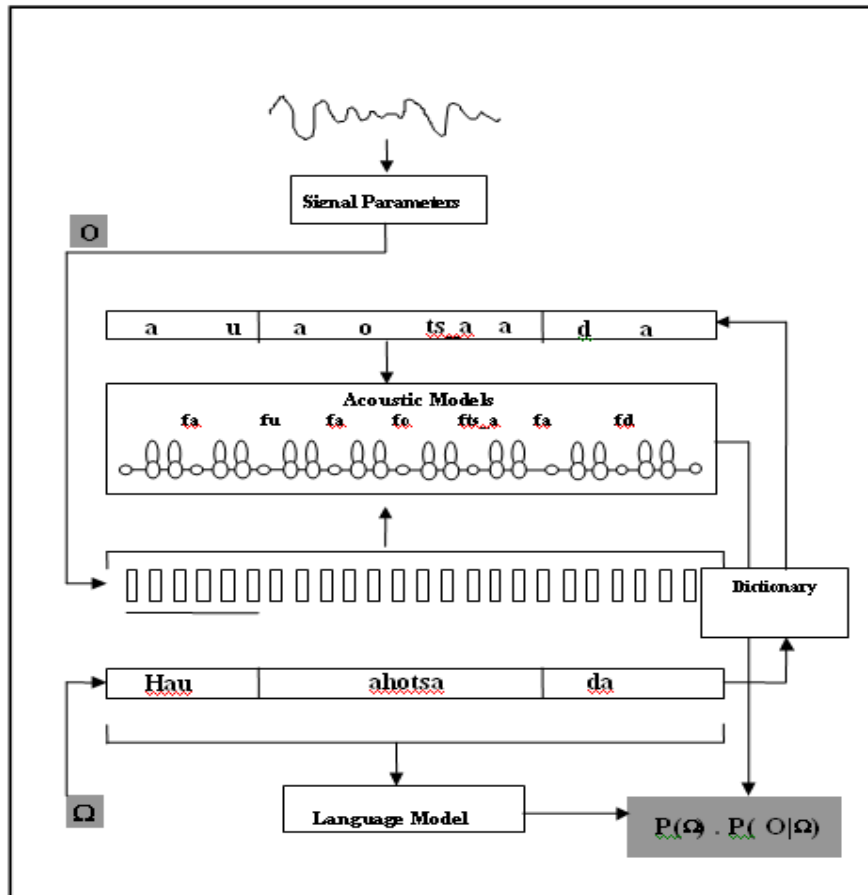 Signal Parameters
O
a u a o ts_a a d a
Acoustic Models
fa fu fa fo fts_a fa fd
Dictionary
Hau ahotsa da
Ω
Language Model
P(Ω) . P( O|Ω)